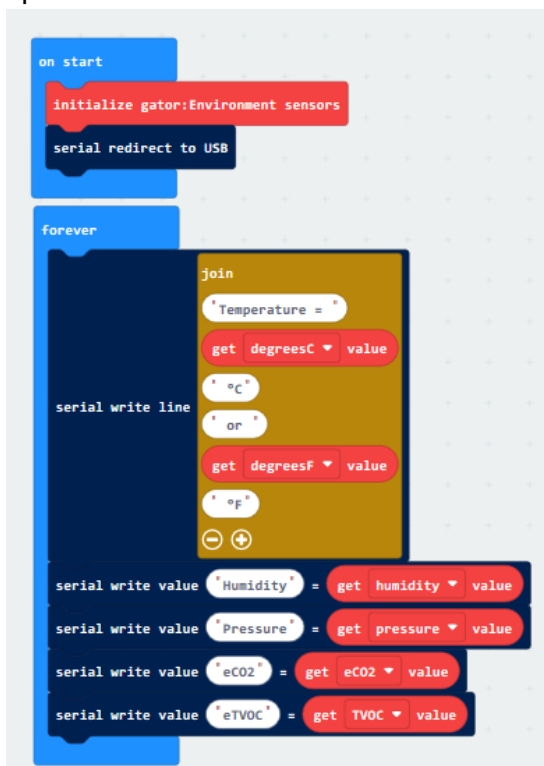 on start
initialize gator:Environment sensors
serial redirect to USB
forever
join
"Temperature = "
get degreesC value
" ºC"
serial write line
" or "
get degreesF value
" ºF"
serial write value "Humidity" = get humidity value
serial write value "Pressure" = get pressure value
serial write value "eCO2" = get eCO2 value
serial write value "eTVOC" = get TVOC value